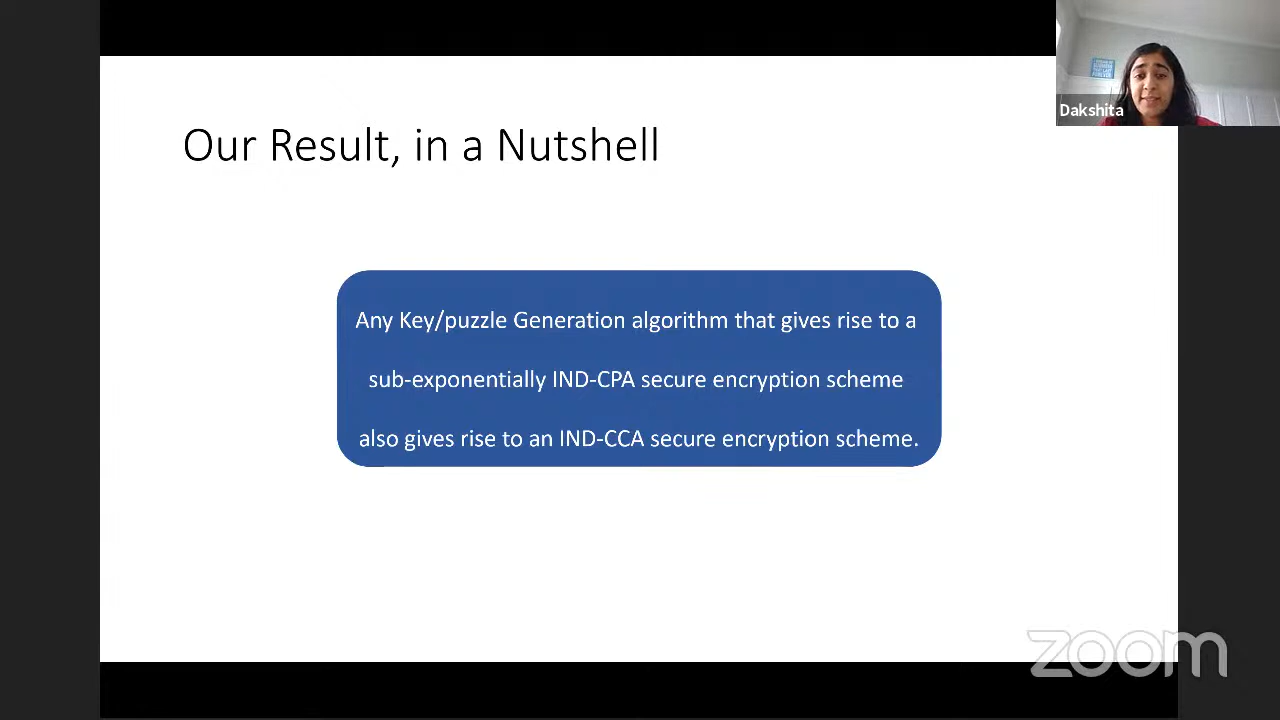 Dakshita
Our Result, in a Nutshell
Any Key/puzzle Generation algorithm that gives rise to a
sub-exponentially IND-CPA secure encryption scheme
also gives rise to an IND-CCA secure encryption scheme.
zoom